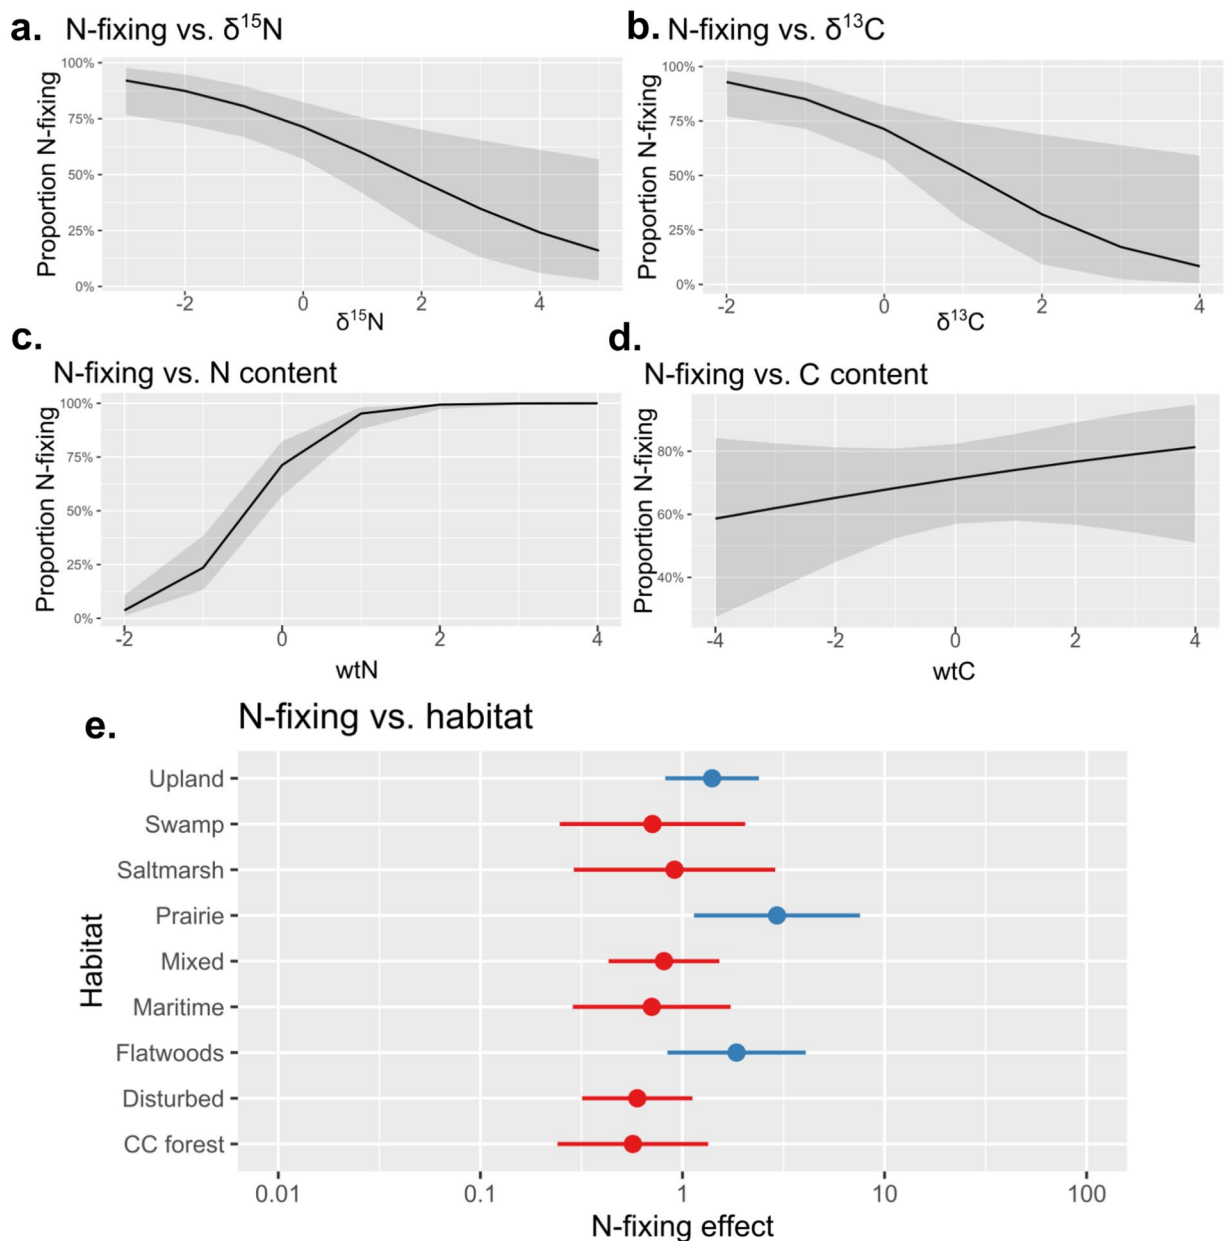 a. N-fixing vs. δ¹⁵N
Proportion N-fixing
100%
75%
50%
25%
0%
-2 0 2 4
δ¹⁵N
b. N-fixing vs. δ¹³C
Proportion N-fixing
100%
75%
50%
25%
0%
-2 0 2 4
δ¹³C
c.
N-fixing vs. N content
Proportion N-fixing
100%
75%
50%
25%
0%
-2 0 2 4
wtN
d.
N-fixing vs. C content
Proportion N-fixing
80%
60%
40%
-4 -2 0 2 4
wtC
e. N-fixing vs. habitat
Habitat
Upland
Swamp
Saltmarsh
Prairie
Mixed
Maritime
Flatwoods
Disturbed
CC forest
0.01 0.1 1 10 100
N-fixing effect